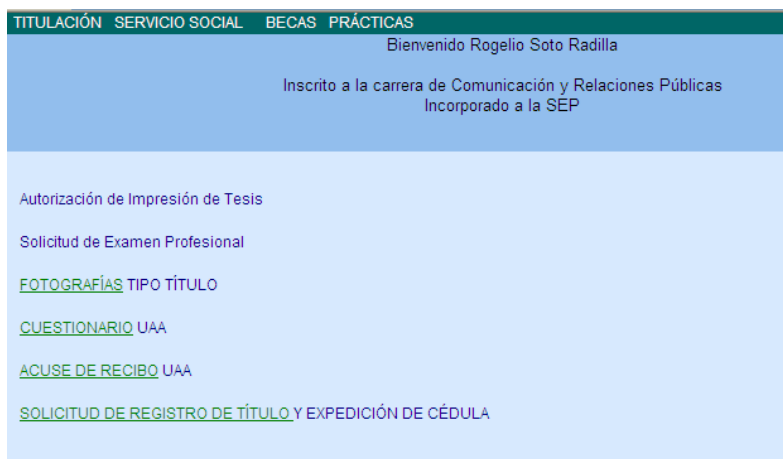 TITULACIÓN SERVICIO SOCIAL BECAS PRÁCTICAS
Bienvenido Rogelio Soto Radilla
Inscrito a la carrera de Comunicación y Relaciones Públicas
Incorporado a la SEP
Autorización de Impresión de Tesis
Solicitud de Examen Profesional
FOTOGRAFÍAS TIPO TÍTULO
CUESTIONARIO UAA
ACUSE DE RECIBO UAA
SOLICITUD DE REGISTRO DE TÍTULO Y EXPEDICIÓN DE CÉDULA